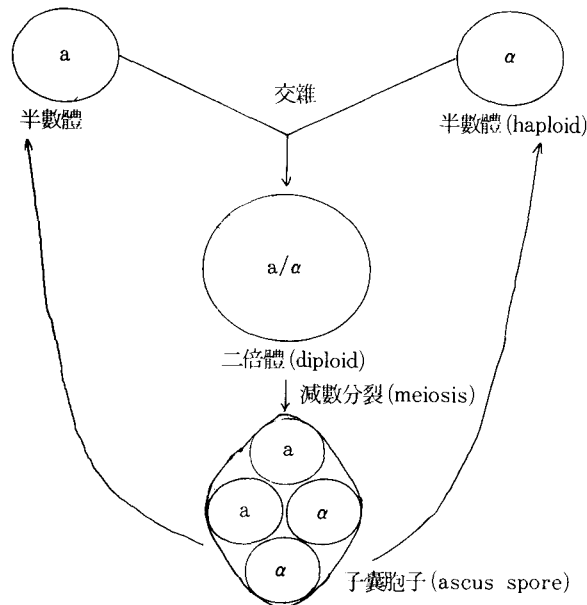 a
α
交雜
半數體
半數體(haploid)
a/α
二倍體(diploid)
減數分裂(meiosis)
a
a
α
α
子囊胞子(ascus spore)